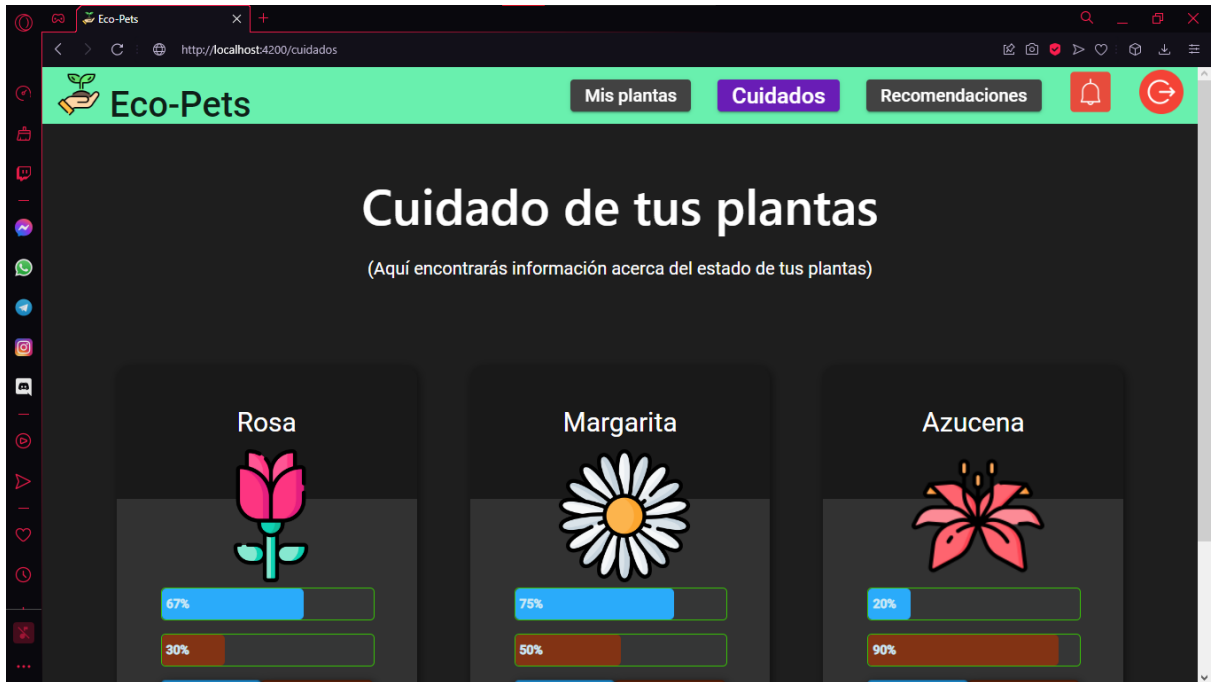 Eco-Pets
http://localhost:4200/cuidados
Eco-Pets
Mis plantas
Cuidados
Recomendaciones
Cuidado de tus plantas
(Aquí encontrarás información acerca del estado de tus plantas)
Rosa
Margarita
Azucena
67%
75%
20%
30%
50%
90%